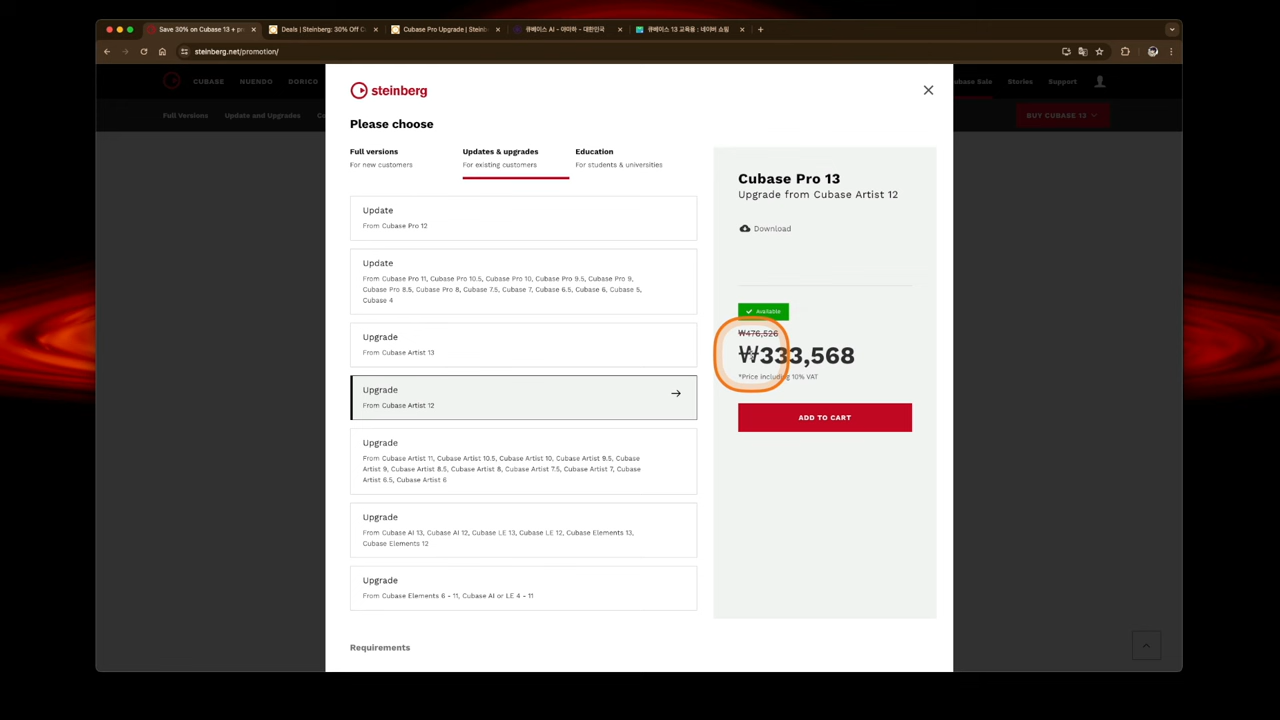 Save 30% on Cubase 13 + p
Deals | Steinberg: 30% Off C
Cubase Pro Upgrade | Steinb
큐베이스 AI - 야마하 - 대한민국
큐베이스 13 교육용 : 네이버 쇼핑
steinberg.net/promotion/
CUBASE
NUENDO
DORICO
ubase Sale
Stories
Support
Full Versions
Update and Upgrades
BUY CUBASE 13
steinberg
Please choose
Full versions
For new customers
Updates & upgrades
For existing customers
Education
For students & universities
Update
From Cubase Pro 12
Update
From Cubase Pro 11, Cubase Pro 10.5, Cubase Pro 10, Cubase Pro 9.5, Cubase Pro 9,
Cubase Pro 8.5, Cubase Pro 8, Cubase 7.5, Cubase 7, Cubase 6.5, Cubase 6, Cubase 5,
Cubase 4
Upgrade
From Cubase Artist 13
Upgrade
From Cubase Artist 12
Upgrade
From Cubase Artist 11, Cubase Artist 10.5, Cubase Artist 10, Cubase Artist 9.5, Cubase
Artist 9, Cubase Artist 8.5, Cubase Artist 8, Cubase Artist 7.5, Cubase Artist 7, Cubase
Artist 6.5, Cubase Artist 6
Upgrade
From Cubase AI 13, Cubase AI 12, Cubase LE 13, Cubase LE 12, Cubase Elements 13,
Cubase Elements 12
Upgrade
From Cubase Elements 6 - 11, Cubase AI or LE 4 - 11
Requirements
Cubase Pro 13
Upgrade from Cubase Artist 12
Download
Available
₩476,526
₩333,568
*Price including 10% VAT
ADD TO CART